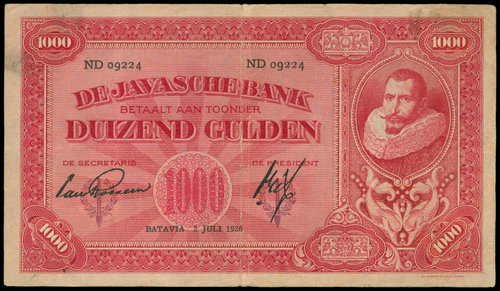 1000 1000
ND 09224 ND 09224
DE JAVASCHE BANK
BETAALT AAN TOONDER
DUIZEND GULDEN
DE SECRETARIS DE PRESIDENT
1000
BATAVIA 2 JULI 1926
1000 1000